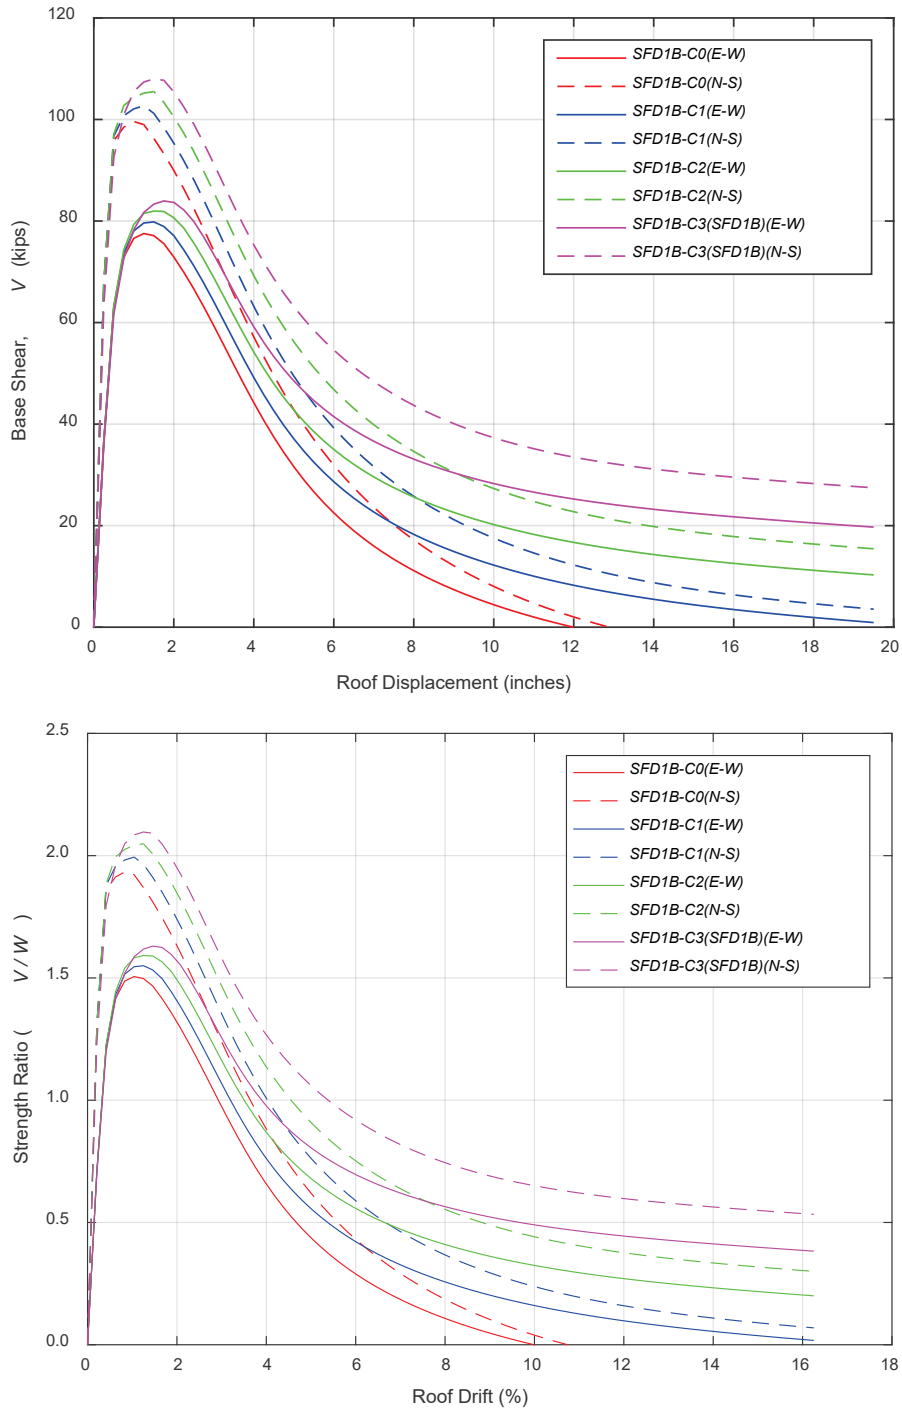 120
100
80
60
40
20
0
Base Shear, V (kips)
SFD1B-C0(E-W)
SFD1B-C0(N-S)
SFD1B-C1(E-W)
SFD1B-C1(N-S)
SFD1B-C2(E-W)
SFD1B-C2(N-S)
SFD1B-C3(SFD1B)(E-W)
SFD1B-C3(SFD1B)(N-S)
0 2 4 6 8 10 12 14 16 18 20
Roof Displacement (inches)
2.5
2.0
1.5
1.0
0.5
0.0
Strength Ratio ( V / W )
SFD1B-C0(E-W)
SFD1B-C0(N-S)
SFD1B-C1(E-W)
SFD1B-C1(N-S)
SFD1B-C2(E-W)
SFD1B-C2(N-S)
SFD1B-C3(SFD1B)(E-W)
SFD1B-C3(SFD1B)(N-S)
0 2 4 6 8 10 12 14 16 18
Roof Drift (%)